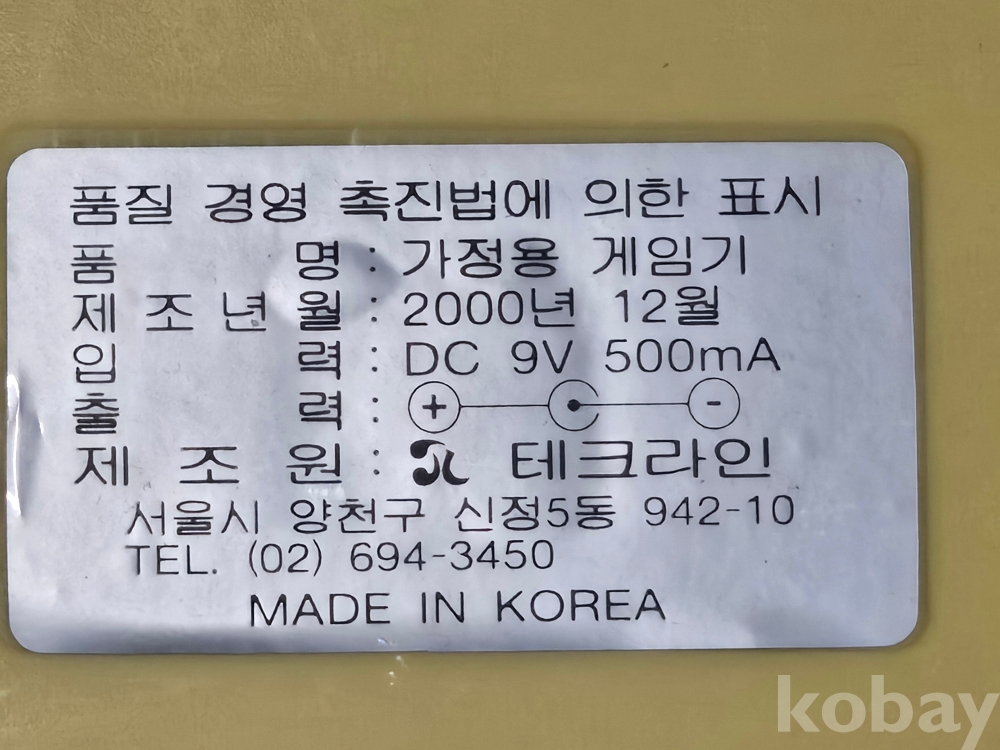 품질 경영 촉진법에 의한 표시
품 명 : 가정용 게임기
제 조 년 월 : 2000년 12월
입 력 : DC 9V 500mA
출 력 : + -
제 조 원 : 테크라인
서울시 양천구 신정5동 942-10
TEL. (02) 694-3450
MADE IN KOREA
kobay